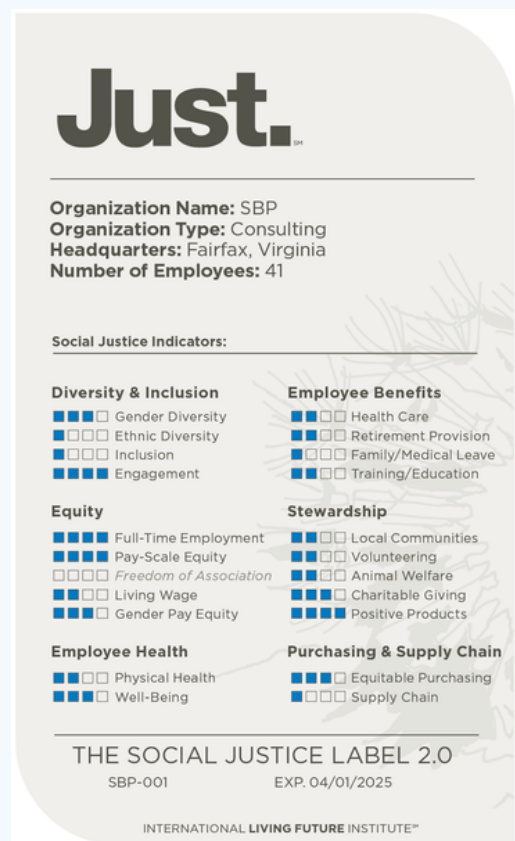 Just.℠
Organization Name: SBP
Organization Type: Consulting
Headquarters: Fairfax, Virginia
Number of Employees: 41
Social Justice Indicators:
Diversity & Inclusion
Gender Diversity
Ethnic Diversity
Inclusion
Engagement
Equity
Full-Time Employment
Pay-Scale Equity
Freedom of Association
Living Wage
Gender Pay Equity
Employee Health
Physical Health
Well-Being
Employee Benefits
Health Care
Retirement Provision
Family/Medical Leave
Training/Education
Stewardship
Local Communities
Volunteering
Animal Welfare
Charitable Giving
Positive Products
Purchasing & Supply Chain
Equitable Purchasing
Supply Chain
THE SOCIAL JUSTICE LABEL 2.0
SBP-001 EXP. 04/01/2025
INTERNATIONAL LIVING FUTURE INSTITUTE℠